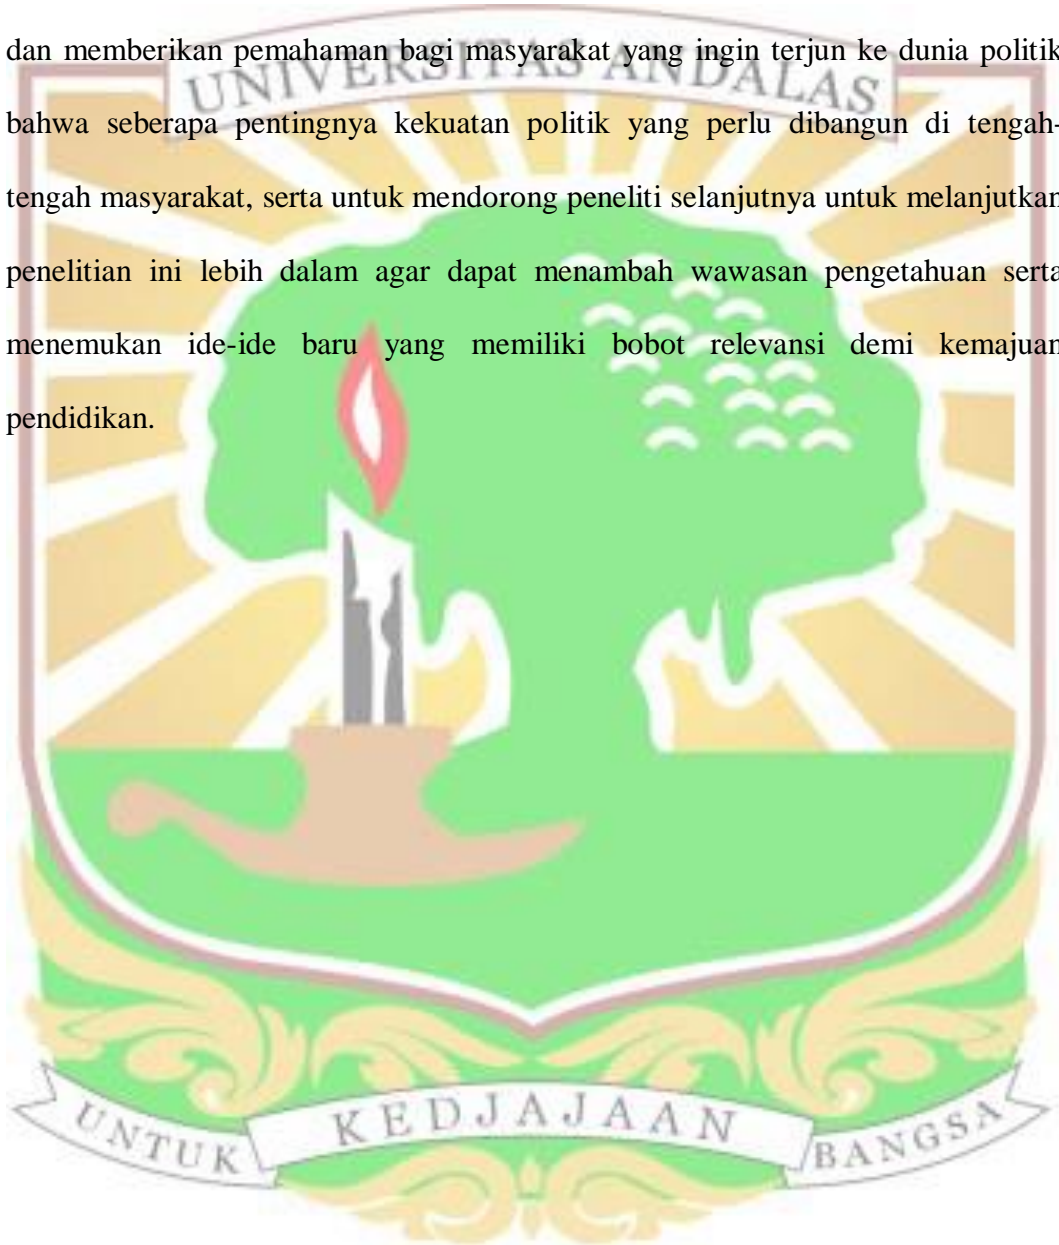 dan memberikan pemahaman bagi masyarakat yang ingin terjun ke dunia politik
UNIVERSITAS ANDALAS
bahwa seberapa pentingnya kekuatan politik yang perlu dibangun di tengah-
tengah masyarakat, serta untuk mendorong peneliti selanjutnya untuk melanjutkan
penelitian ini lebih dalam agar dapat menambah wawasan pengetahuan serta
menemukan ide-ide baru yang memiliki bobot relevansi demi kemajuan
pendidikan.
UNTUK KEDJAJAAN BANGSA